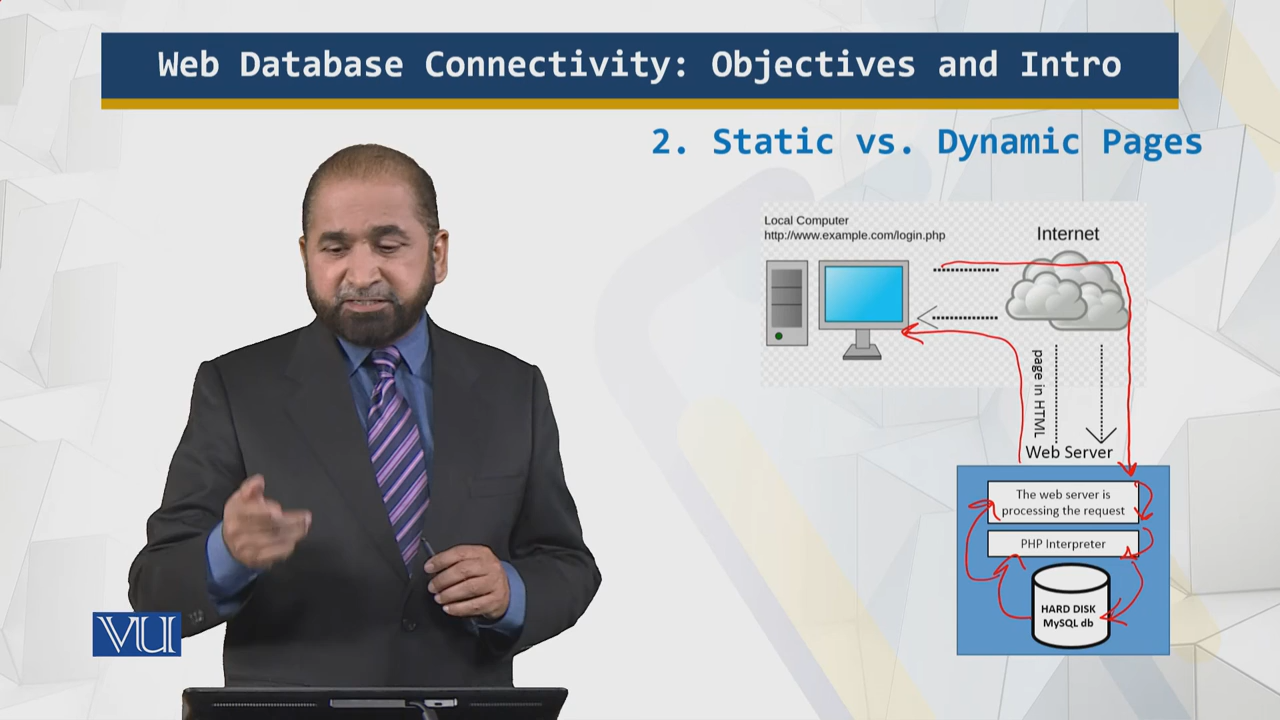 Web Database Connectivity: Objectives and Intro
2. Static vs. Dynamic Pages
Local Computer
http://www.example.com/login.php
Internet
page in HTML
Web Server
The web server is
processing the request
PHP Interpreter
HARD DISK
MySQL db
VU